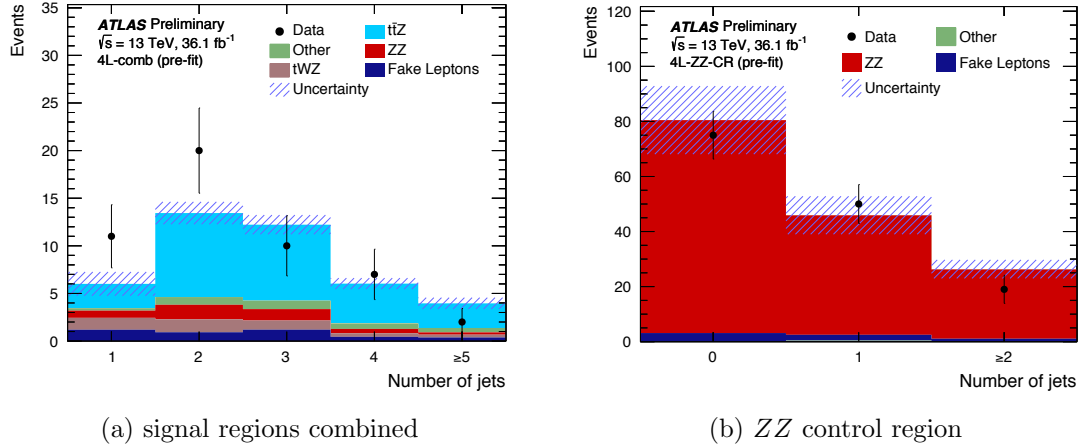 ATLAS Preliminary
√s = 13 TeV, 36.1 fb⁻¹
4L-comb (pre-fit)
Data
tt̄Z
Other
ZZ
tWZ
Fake Leptons
Uncertainty
Events
35
30
25
20
15
10
5
0
1 2 3 4 ≥5
Number of jets
(a) signal regions combined
ATLAS Preliminary
√s = 13 TeV, 36.1 fb⁻¹
4L-ZZ-CR (pre-fit)
Data
Other
ZZ
Fake Leptons
Uncertainty
Events
120
100
80
60
40
20
0
0 1 ≥2
Number of jets
(b) ZZ control region